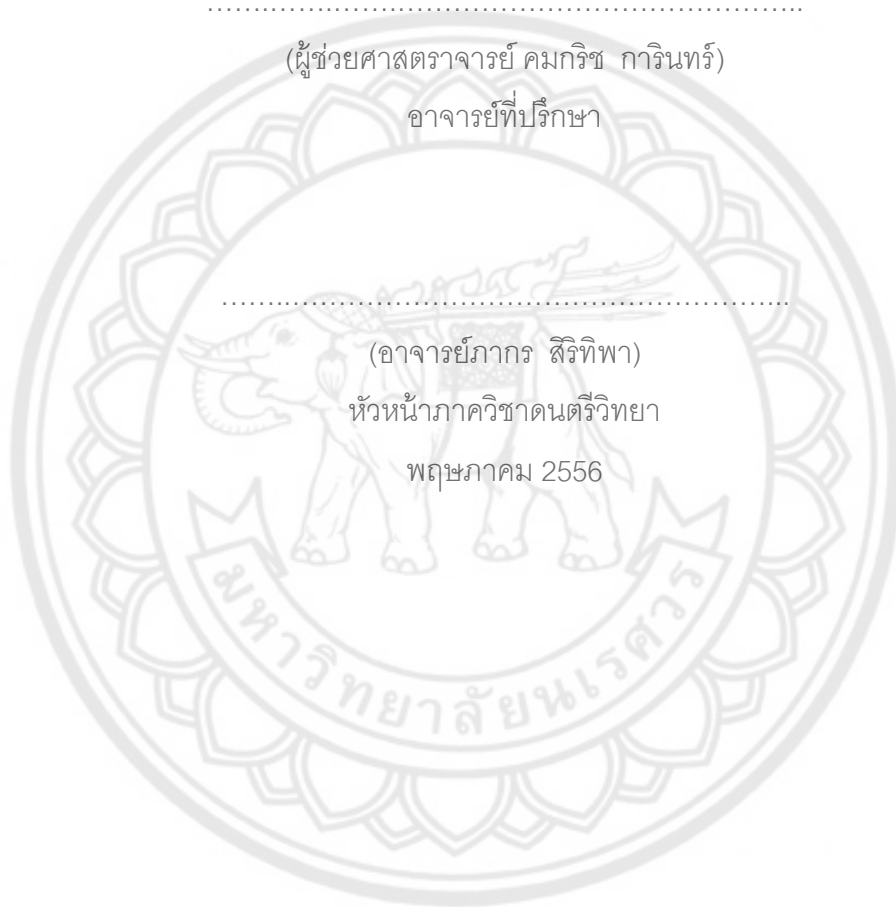 ……………………………………………………..
(ผู้ช่วยศาสตราจารย์ คมกริช  การินทร์)
อาจารย์ที่ปรึกษา
…………………………………………………...
(อาจารย์ภากร  สิริทิพา)
หัวหน้าภาควิชาดนตรีวิทยา
พฤษภาคม 2556
มหาวิทยาลัยนเรศวร